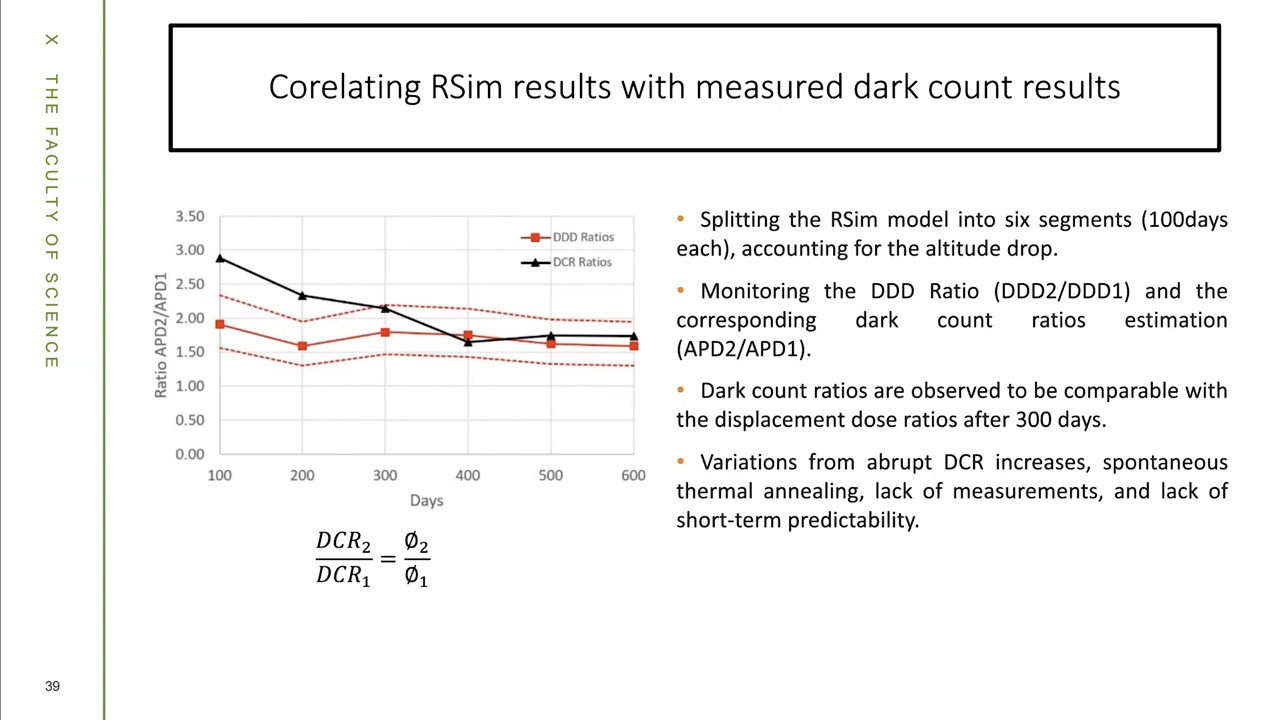 X THE FACULTY OF SCIENCE
Corelating RSim results with measured dark count results
3.50
3.00
2.50
2.00
1.50
1.00
0.50
0.00
Ratio APD2/APD1
DDD Ratios
DCR Ratios
100 200 300 400 500 600
Days
DCR₂/DCR₁ = Ø₂/Ø₁
• Splitting the RSim model into six segments (100days
each), accounting for the altitude drop.
• Monitoring the DDD Ratio (DDD2/DDD1) and the
corresponding dark count ratios estimation
(APD2/APD1).
• Dark count ratios are observed to be comparable with
the displacement dose ratios after 300 days.
• Variations from abrupt DCR increases, spontaneous
thermal annealing, lack of measurements, and lack of
short-term predictability.
39